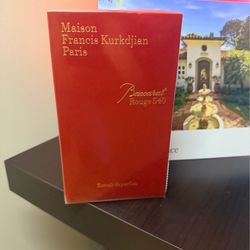 Maison
Francis Kurkdjian
Paris
Baccarat
Rouge 540
Extrait de parfum